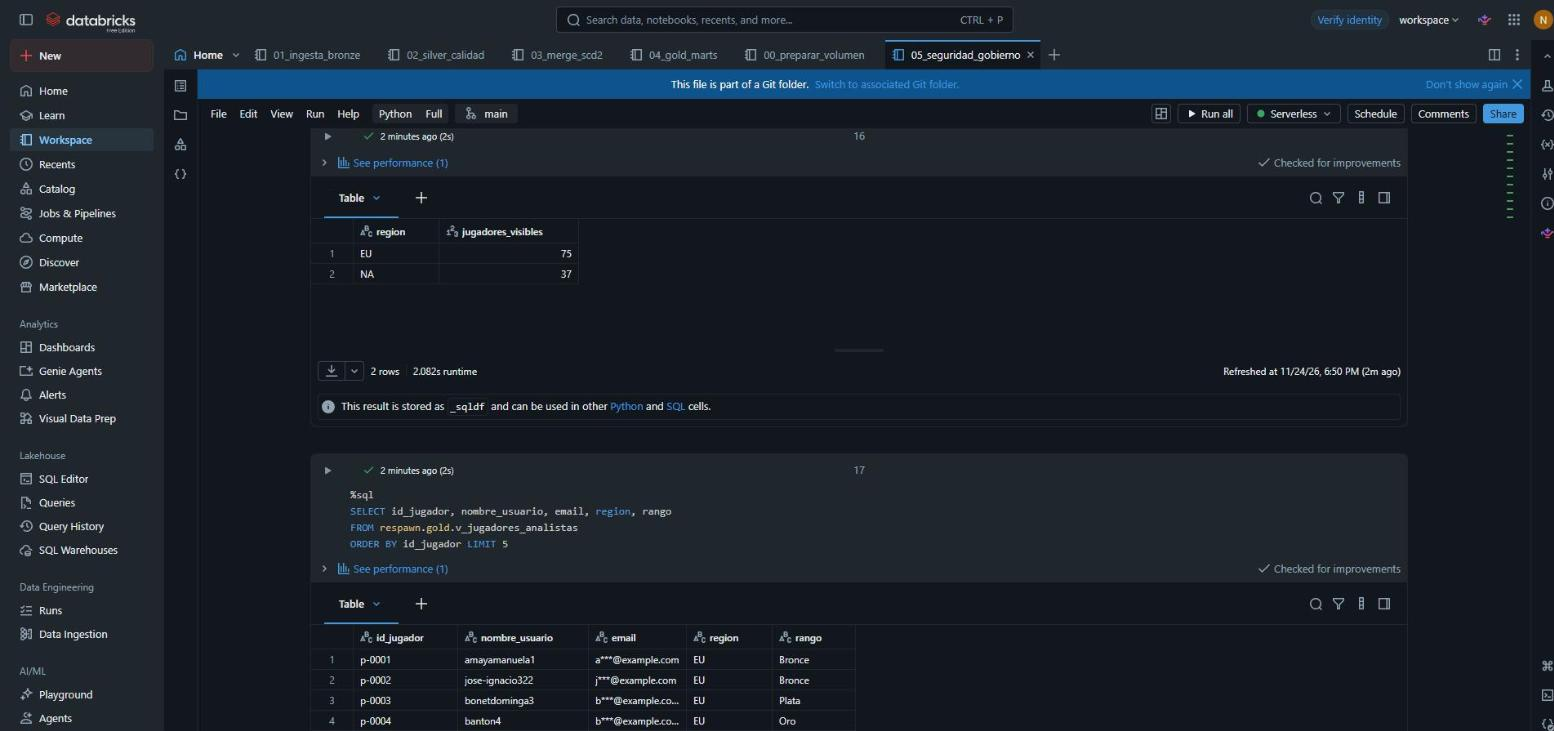 databricks
Free Edition
Search data, notebooks, recents, and more...
CTRL + P
Verify identity
workspace
N
New
Home
01_ingesta_bronze
02_silver_calidad
03_merge_scd2
04_gold_marts
00_preparar_volumen
05_seguridad_gobierno
This file is part of a Git folder. Switch to associated Git folder.
Don't show again
File Edit View Run Help Python Full main
Run all
Serverless
Schedule
Comments
Share
Home
Learn
Workspace
Recents
Catalog
Jobs & Pipelines
Compute
Discover
Marketplace
Analytics
Dashboards
Genie Agents
Alerts
Visual Data Prep
Lakehouse
SQL Editor
Queries
Query History
SQL Warehouses
Data Engineering
Runs
Data Ingestion
AI/ML
Playground
Agents
2 minutes ago (2s)
16
See performance (1)
Checked for improvements
Table
region jugadores_visibles
1 EU 75
2 NA 37
2 rows 2.082s runtime
Refreshed at 11/24/26, 6:50 PM (2m ago)
This result is stored as _sqldf and can be used in other Python and SQL cells.
2 minutes ago (2s)
17
%sql
SELECT id_jugador, nombre_usuario, email, region, rango
FROM respawn.gold.v_jugadores_analistas
ORDER BY id_jugador LIMIT 5
See performance (1)
Checked for improvements
Table
id_jugador nombre_usuario email region rango
1 p-0001 amayamanuela1 a***@example.com EU Bronce
2 p-0002 jose-ignacio322 j***@example.com EU Bronce
3 p-0003 bonetdominga3 b***@example.co... EU Plata
4 p-0004 banton4 b***@example.co... EU Oro